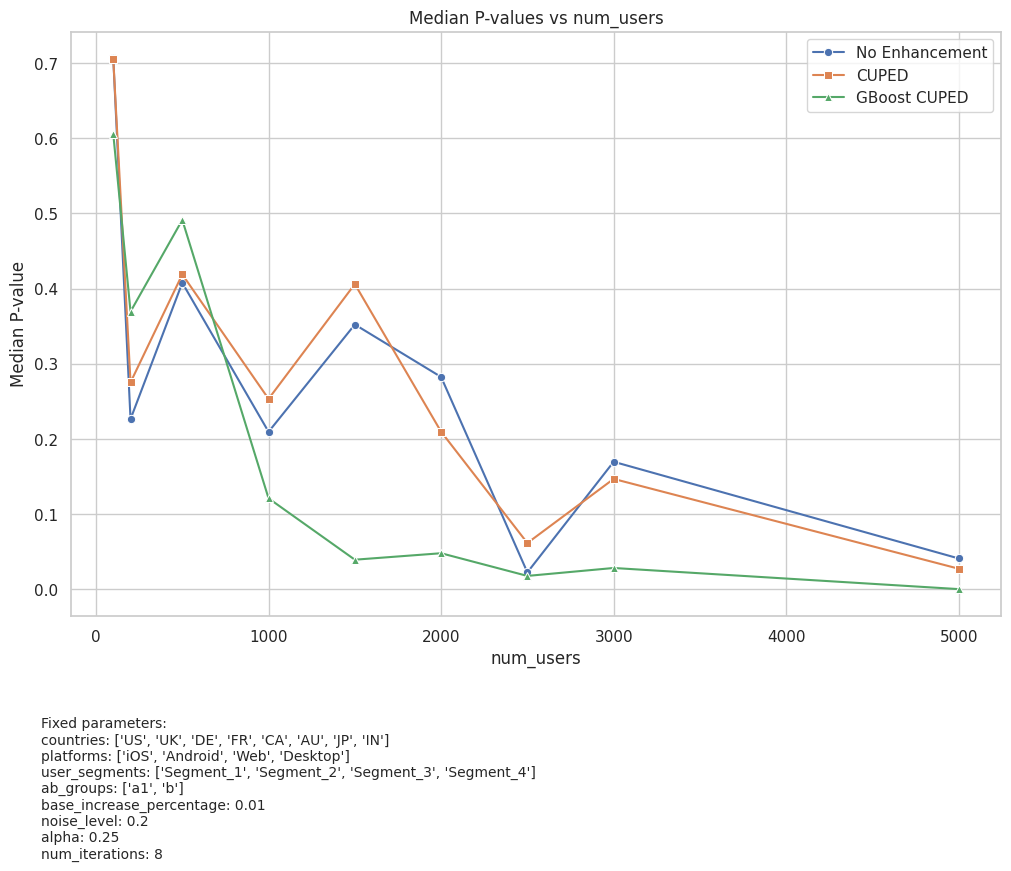 Median P-values vs num_users
No Enhancement
CUPED
GBoost CUPED
Median P-value
0.7
0.6
0.5
0.4
0.3
0.2
0.1
0.0
0
1000
2000
3000
4000
5000
num_users
Fixed parameters:
countries: ['US', 'UK', 'DE', 'FR', 'CA', 'AU', 'JP', 'IN']
platforms: ['iOS', 'Android', 'Web', 'Desktop']
user_segments: ['Segment_1', 'Segment_2', 'Segment_3', 'Segment_4']
ab_groups: ['a1', 'b']
base_increase_percentage: 0.01
noise_level: 0.2
alpha: 0.25
num_iterations: 8